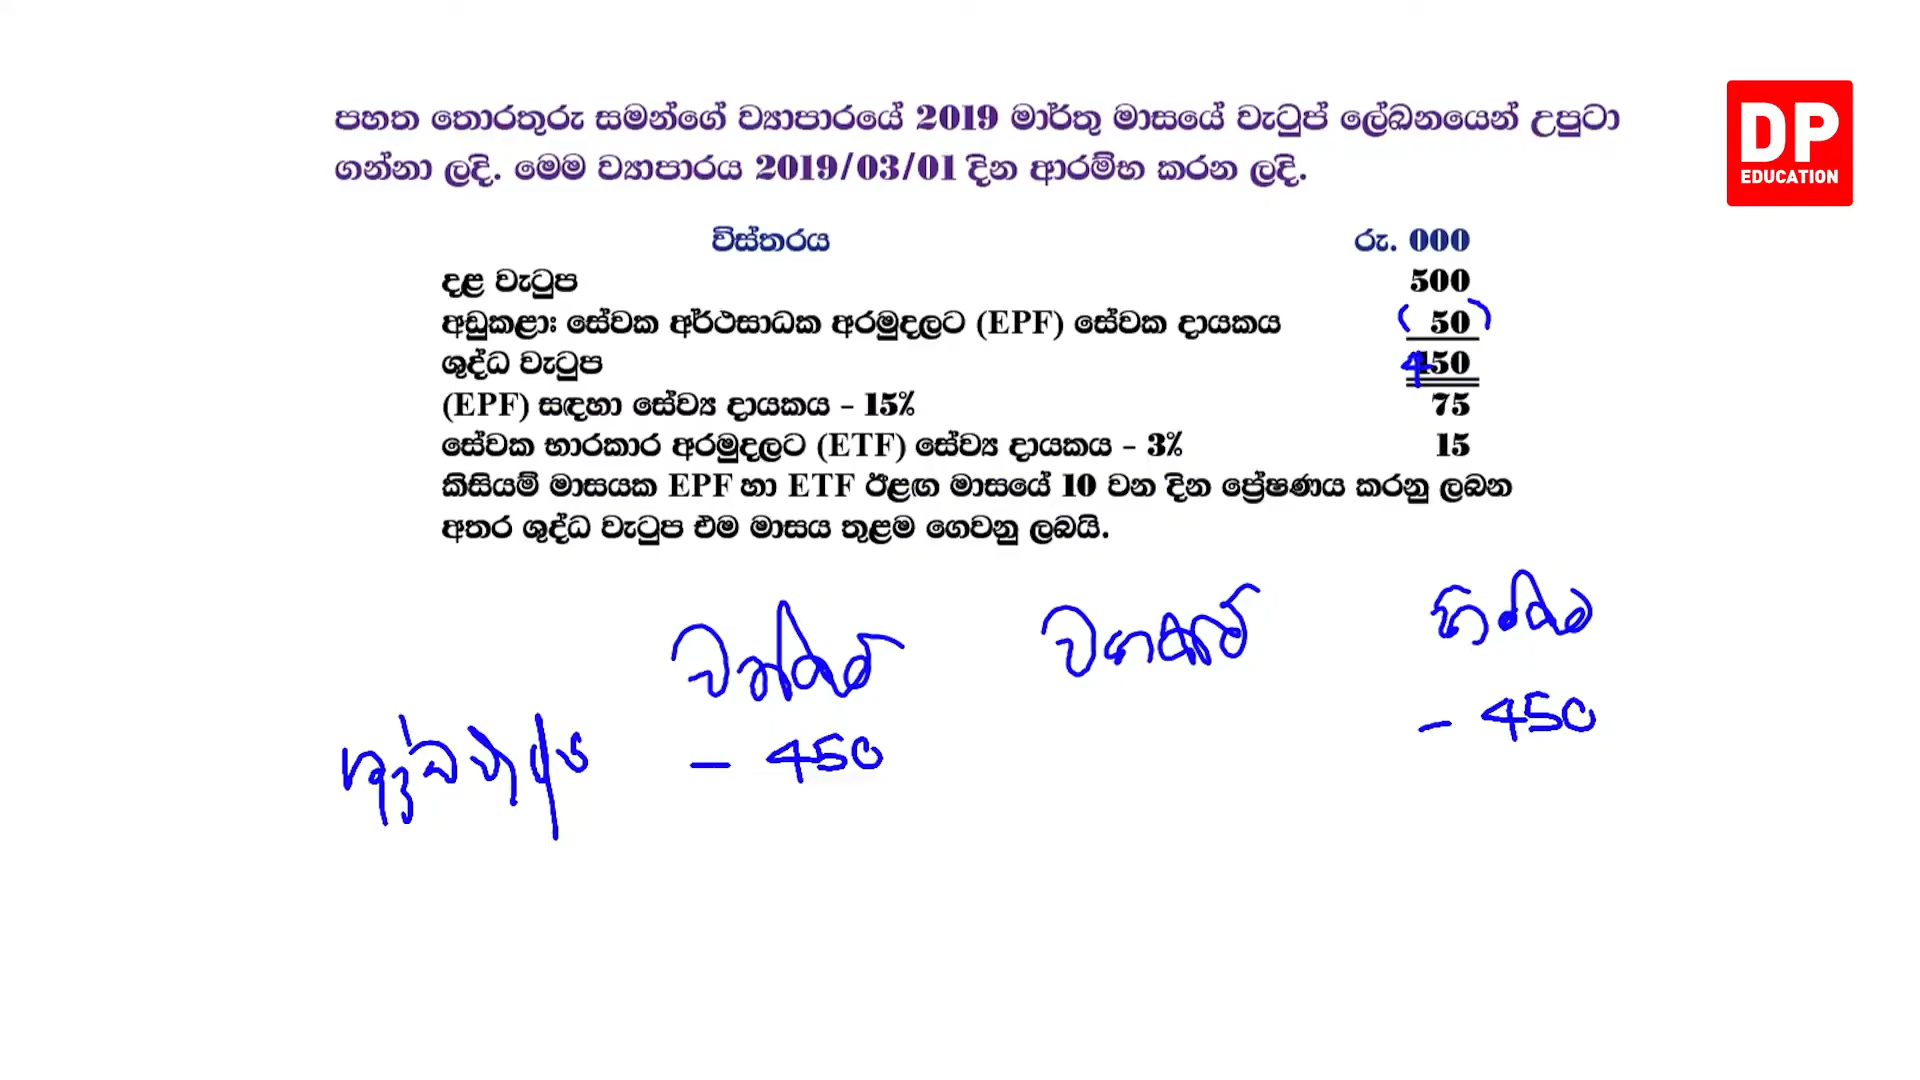 පහත තොරතුරු සමන්ගේ ව්‍යාපාරයේ 2019 මාර්තු මාසයේ වැටුප් ලේඛනයෙන් උපුටා
ගන්නා ලදි. මෙම ව්‍යාපාරය 2019/03/01 දින ආරම්භ කරන ලදි.
DP
EDUCATION
විස්තරය රු. 000
දළ වැටුප 500
අඩුකළා: සේවක අර්ථසාධක අරමුදලට (EPF) සේවක දායකය (50)
ශුද්ධ වැටුප 450
(EPF) සඳහා සේව්‍ය දායකය - 15% 75
සේවක භාරකාර අරමුදලට (ETF) සේව්‍ය දායකය - 3% 15
කිසියම් මාසයක EPF හා ETF ඊළඟ මාසයේ 10 වන දින ප්‍රේෂණය කරනු ලබන
අතර ශුද්ධ වැටුප එම මාසය තුළම ගෙවනු ලබයි.
වත්කම් වගකීම් හිමිකම
ශුද්ධ වැටුප - 450 - 450